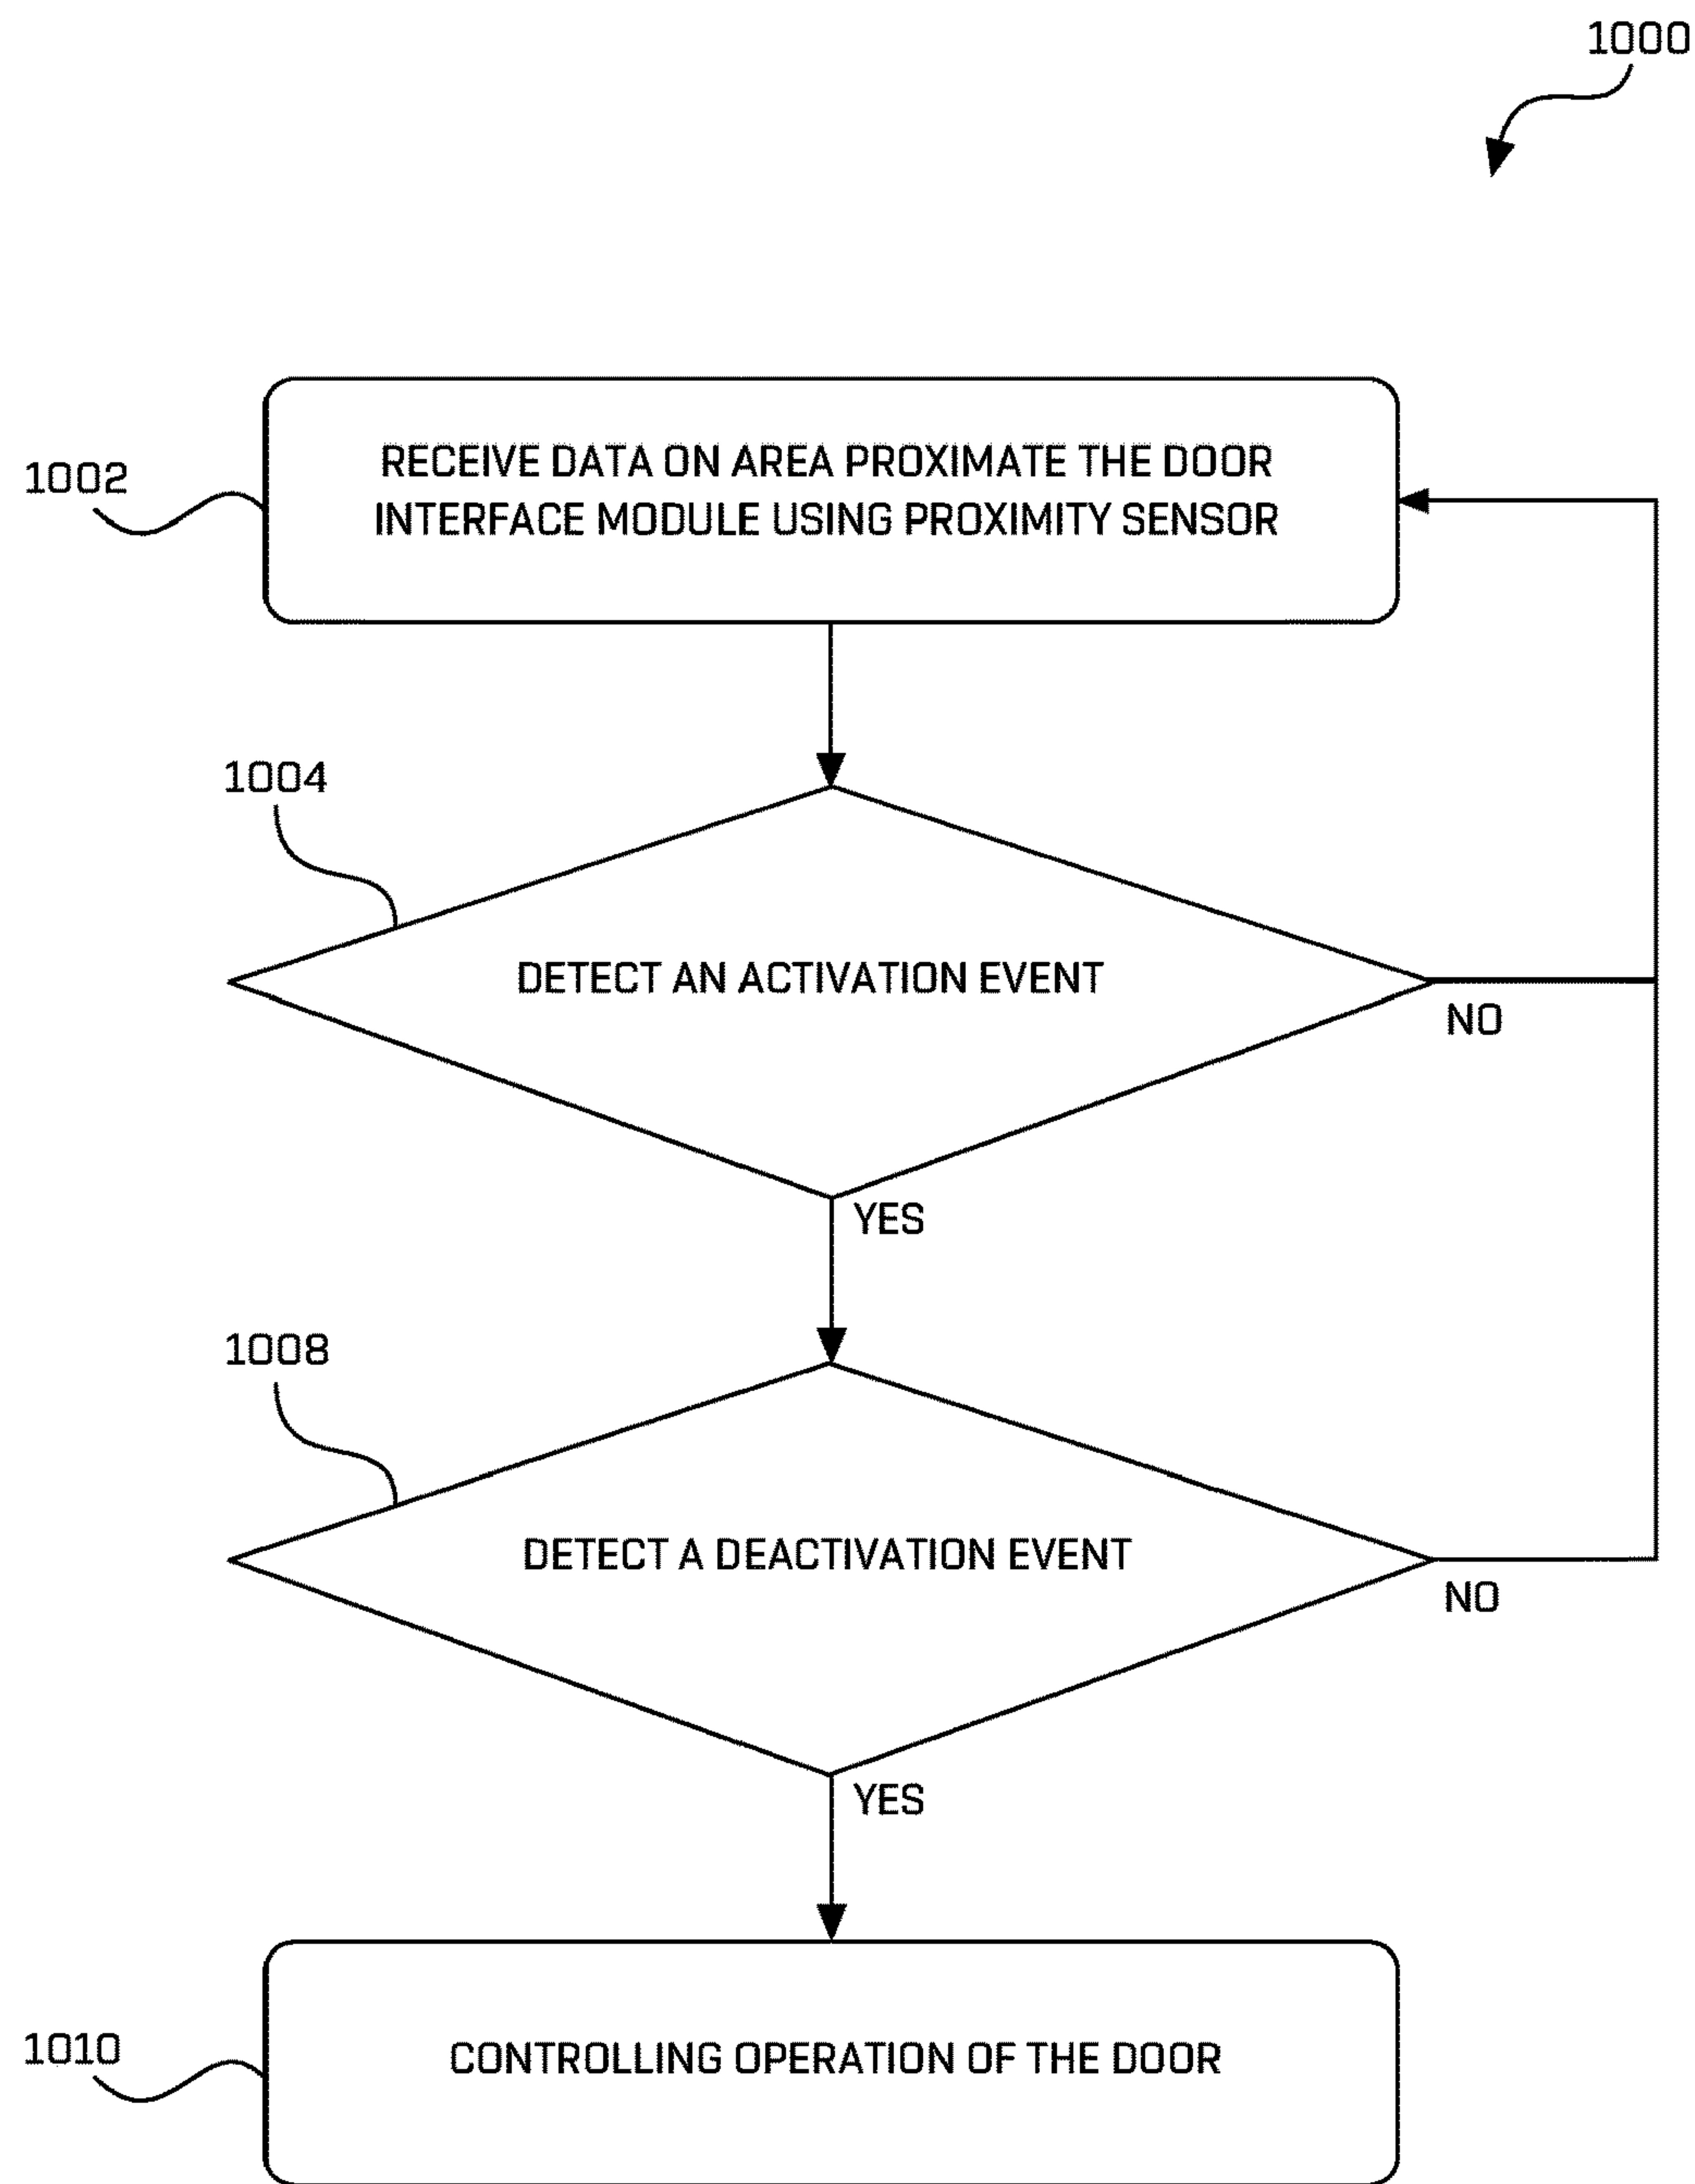 1000
1002
RECEIVE DATA ON AREA PROXIMATE THE DOOR
INTERFACE MODULE USING PROXIMITY SENSOR
1004
DETECT AN ACTIVATION EVENT
NO
YES
1008
DETECT A DEACTIVATION EVENT
NO
YES
1010
CONTROLLING OPERATION OF THE DOOR